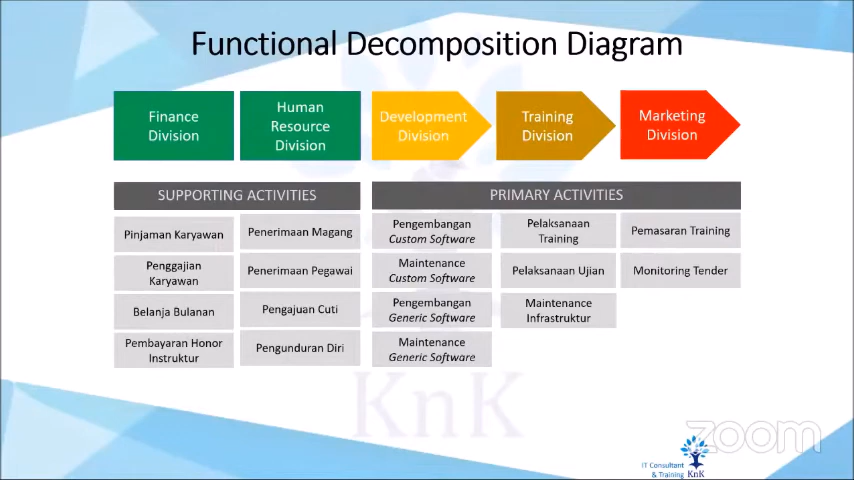 Functional Decomposition Diagram
Finance
Division
Human
Resource
Division
Development
Division
Training
Division
Marketing
Division
SUPPORTING ACTIVITIES
PRIMARY ACTIVITIES
Pinjaman Karyawan
Penggajian
Karyawan
Belanja Bulanan
Pembayaran Honor
Instruktur
Penerimaan Magang
Penerimaan Pegawai
Pengajuan Cuti
Pengunduran Diri
Pengembangan
Custom Software
Maintenance
Custom Software
Pengembangan
Generic Software
Maintenance
Generic Software
Pelaksanaan
Training
Pelaksanaan Ujian
Maintenance
Infrastruktur
Pemasaran Training
Monitoring Tender
KnK
zoom
IT Consultant
& Training KnK